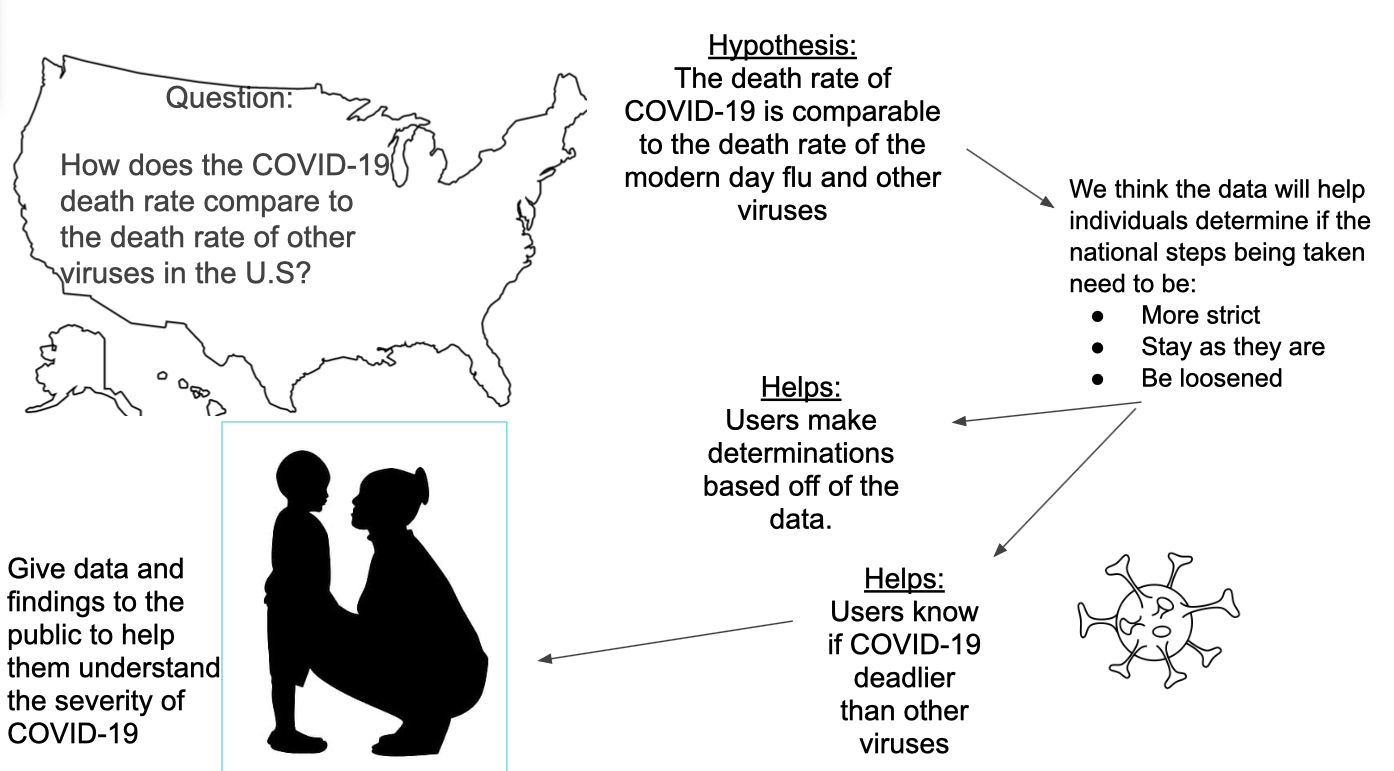 Question:
How does the COVID-19
death rate compare to
the death rate of other
viruses in the U.S?
Hypothesis:
The death rate of
COVID-19 is comparable
to the death rate of the
modern day flu and other
viruses
We think the data will help
individuals determine if the
national steps being taken
need to be:
● More strict
● Stay as they are
● Be loosened
Helps:
Users make
determinations
based off of the
data.
Helps:
Users know
if COVID-19
deadlier
than other
viruses
Give data and
findings to the
public to help
them understand
the severity of
COVID-19